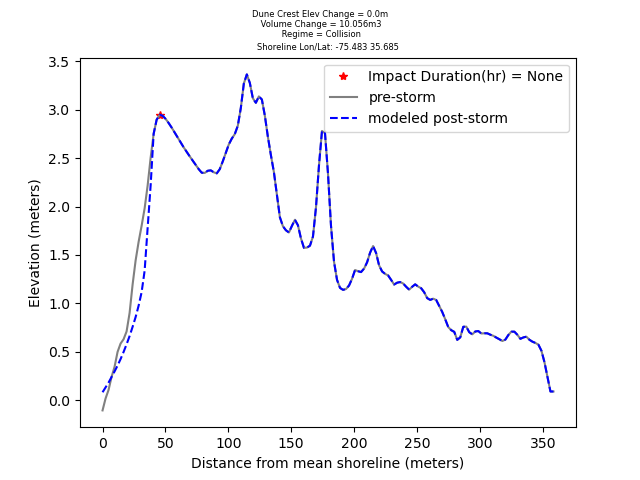 Dune Crest Elev Change = 0.0m
Volume Change = 10.056m3
Regime = Collision
Shoreline Lon/Lat: -75.483 35.685
Impact Duration(hr) = None
pre-storm
modeled post-storm
Elevation (meters)
3.5
3.0
2.5
2.0
1.5
1.0
0.5
0.0
0 50 100 150 200 250 300 350
Distance from mean shoreline (meters)